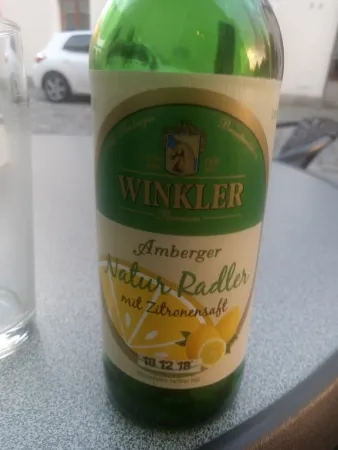 WINKLER
Amberger
Natur Radler
mit Zitronensaft
18 12 18